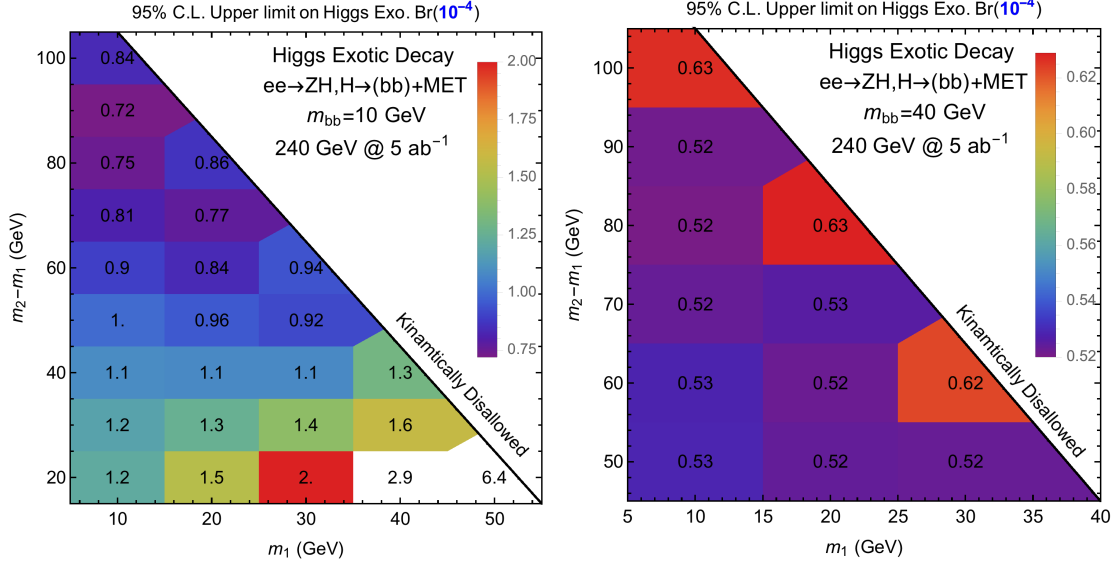 95% C.L. Upper limit on Higgs Exo. Br(10⁻⁴)
Higgs Exotic Decay
ee→ZH,H→(bb)+MET
m_bb=10 GeV
240 GeV @ 5 ab⁻¹
Kinamtically Disallowed
0.84
0.72
0.75 0.86
0.81 0.77
0.9 0.84 0.94
1. 0.96 0.92
1.1 1.1 1.1 1.3
1.2 1.3 1.4 1.6
1.2 1.5 2. 2.9 6.4
2.00
1.75
1.50
1.25
1.00
0.75
100
80
60
40
20
m₂−m₁ (GeV)
10 20 30 40 50
m₁ (GeV)
95% C.L. Upper limit on Higgs Exo. Br(10⁻⁴)
Higgs Exotic Decay
ee→ZH,H→(bb)+MET
m_bb=40 GeV
240 GeV @ 5 ab⁻¹
Kinamtically Disallowed
0.63
0.52
0.52 0.63
0.52 0.53
0.53 0.52 0.62
0.53 0.52 0.52
0.62
0.60
0.58
0.56
0.54
0.52
100
90
80
70
60
50
m₂−m₁ (GeV)
5 10 15 20 25 30 35 40
m₁ (GeV)